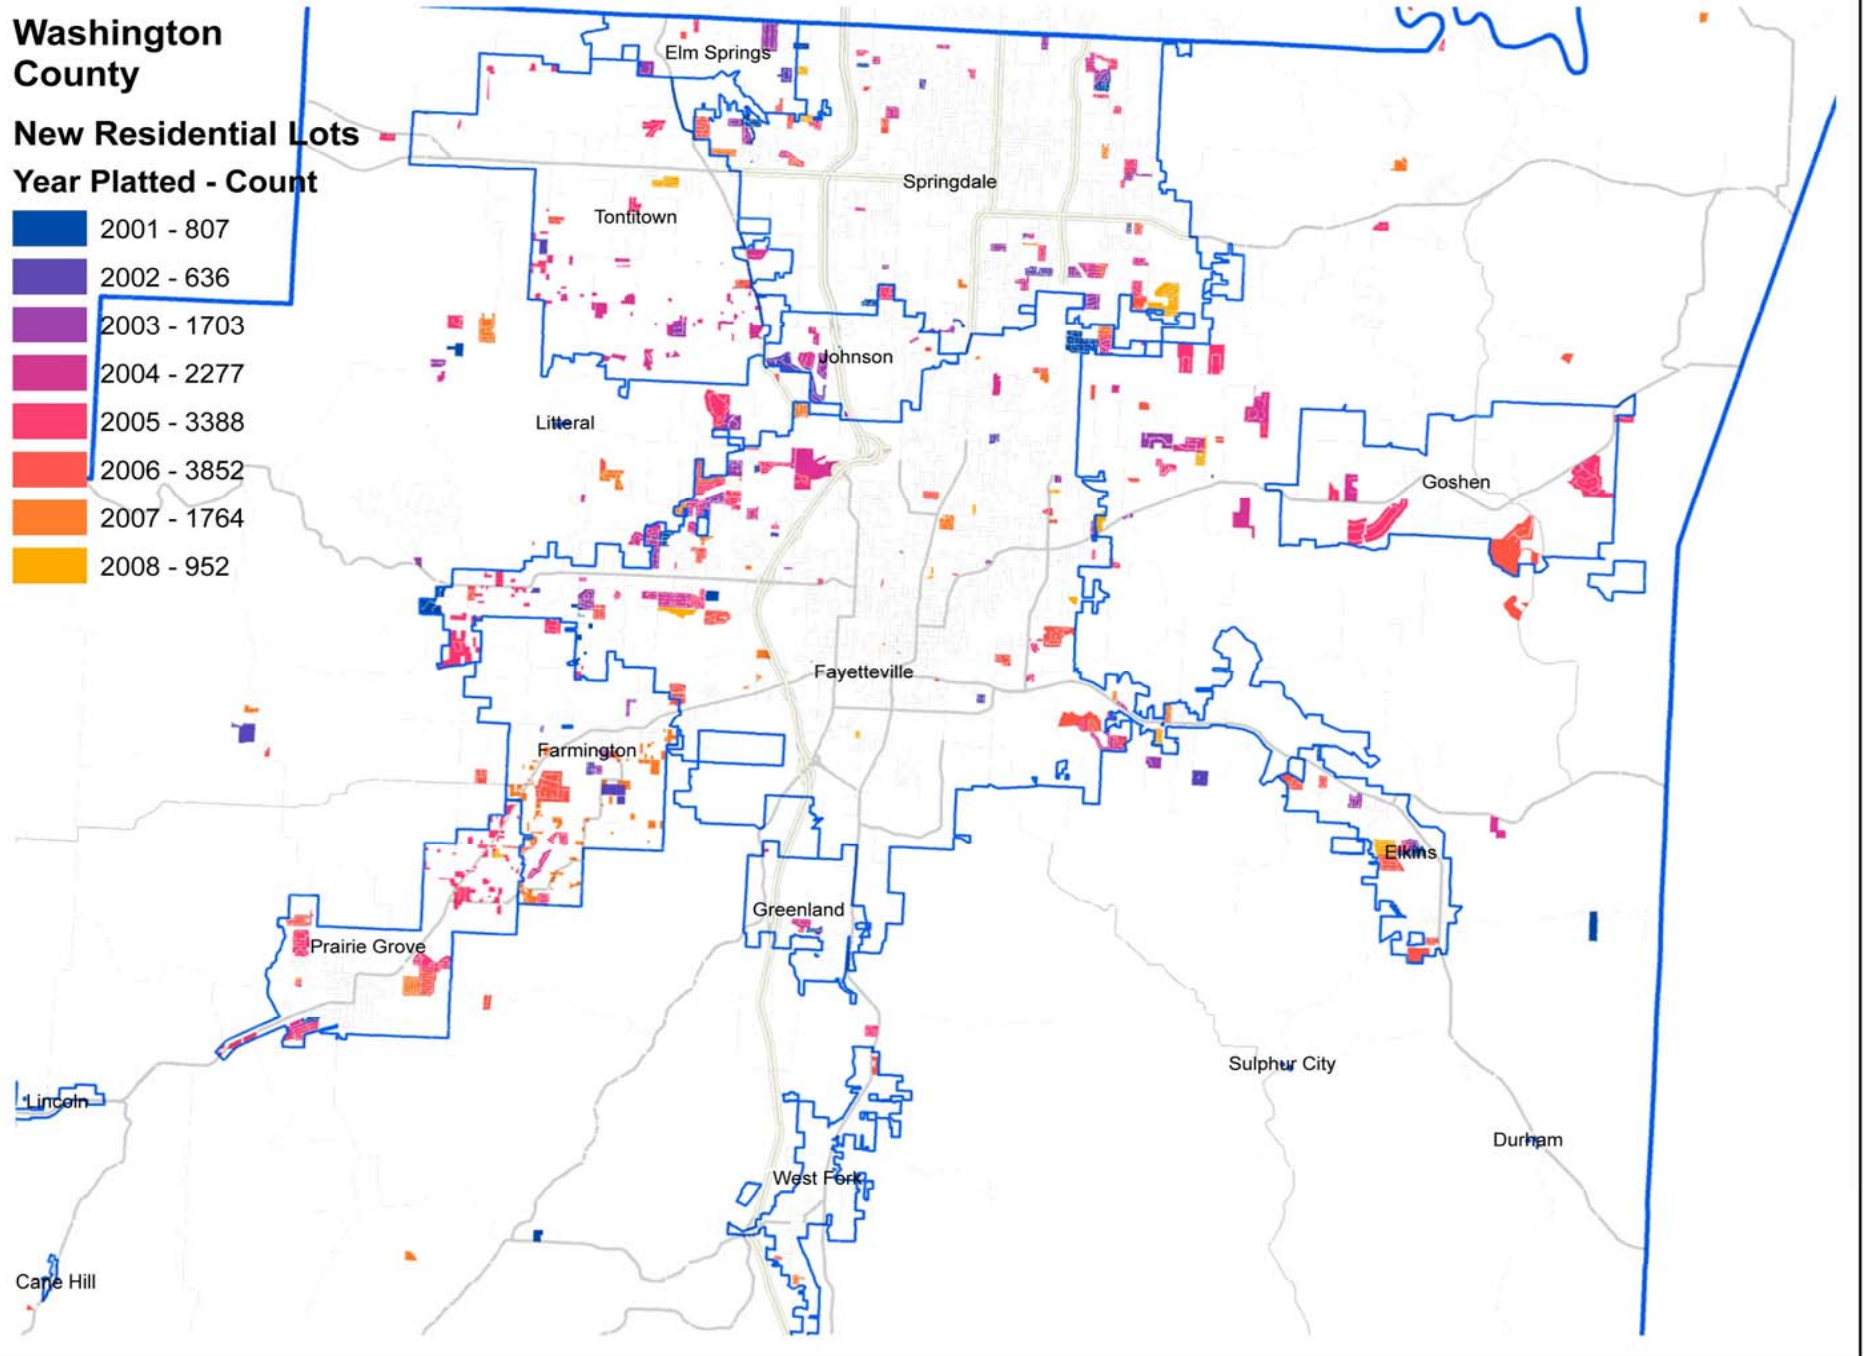 Washington
County
New Residential Lots
Year Platted - Count
2001 - 807
2002 - 636
2003 - 1703
2004 - 2277
2005 - 3388
2006 - 3852
2007 - 1764
2008 - 952
Elm Springs
Springdale
Tontitown
Johnson
Litteral
Goshen
Fayetteville
Farmington
Elkins
Greenland
Prairie Grove
Sulphur City
Lincoln
Durham
West Fork
Cane Hill